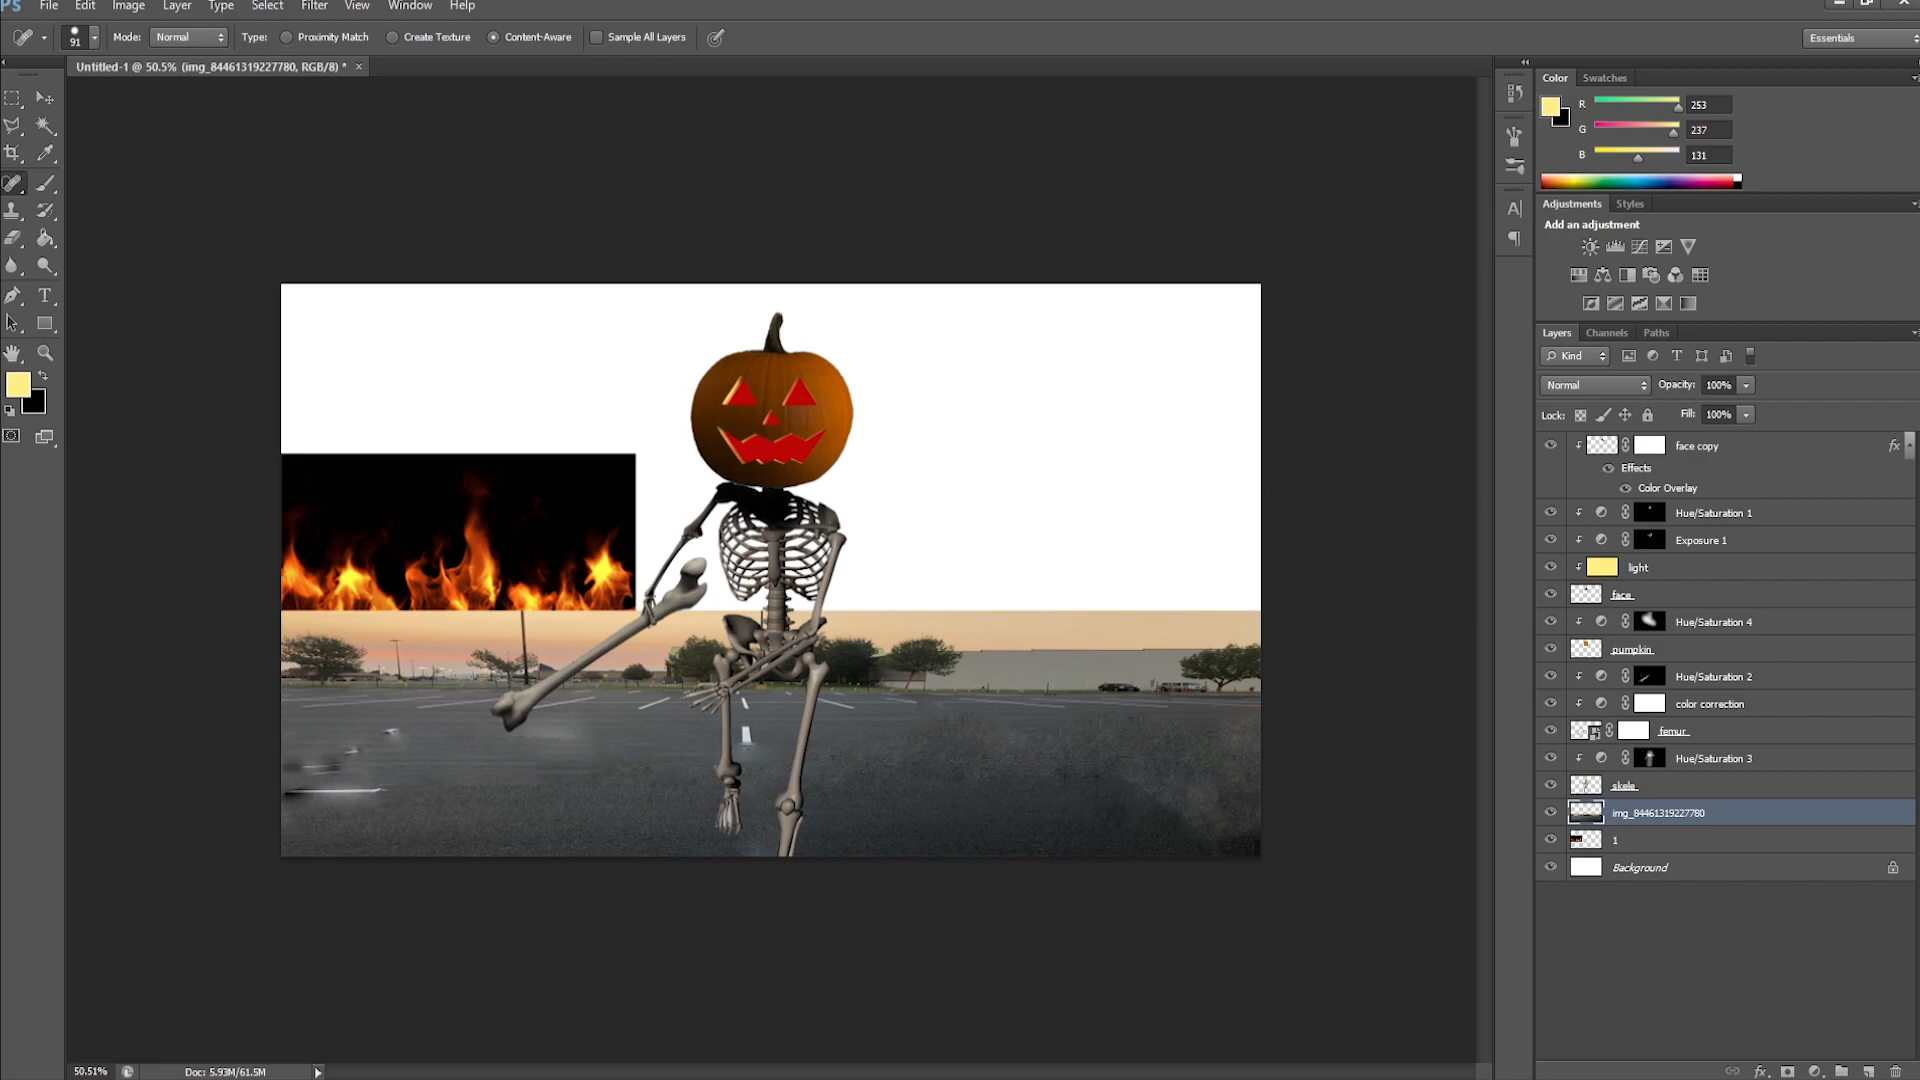 PS File Edit Image Layer Type Select Filter View Window Help
91 Mode: Normal Type: Proximity Match Create Texture Content-Aware Sample All Layers Essentials
Untitled-1 @ 50.5% (img_84461319227780, RGB/8) * ×
Color Swatches
R 253
G 237
B 131
Adjustments Styles
Add an adjustment
Layers Channels Paths
Kind
Normal Opacity: 100%
Lock: Fill: 100%
face copy fx
Effects
Color Overlay
Hue/Saturation 1
Exposure 1
light
face
Hue/Saturation 4
pumpkin
Hue/Saturation 2
color correction
femur
Hue/Saturation 3
skele
img_84461319227780
1
Background
50.51% Doc: 5.93M/61.5M
fx